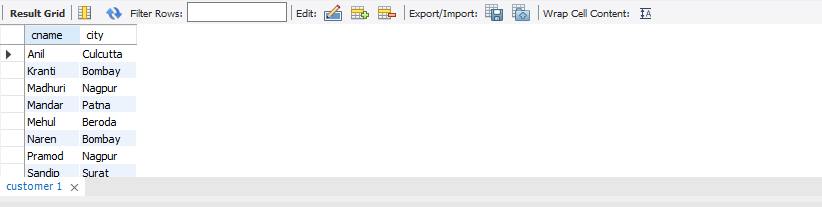 Result Grid Filter Rows: Edit: Export/Import: Wrap Cell Content: IA
cname city
Anil Culcutta
Kranti Bombay
Madhuri Nagpur
Mandar Patna
Mehul Beroda
Naren Bombay
Pramod Nagpur
Sandip Surat
customer 1 ×